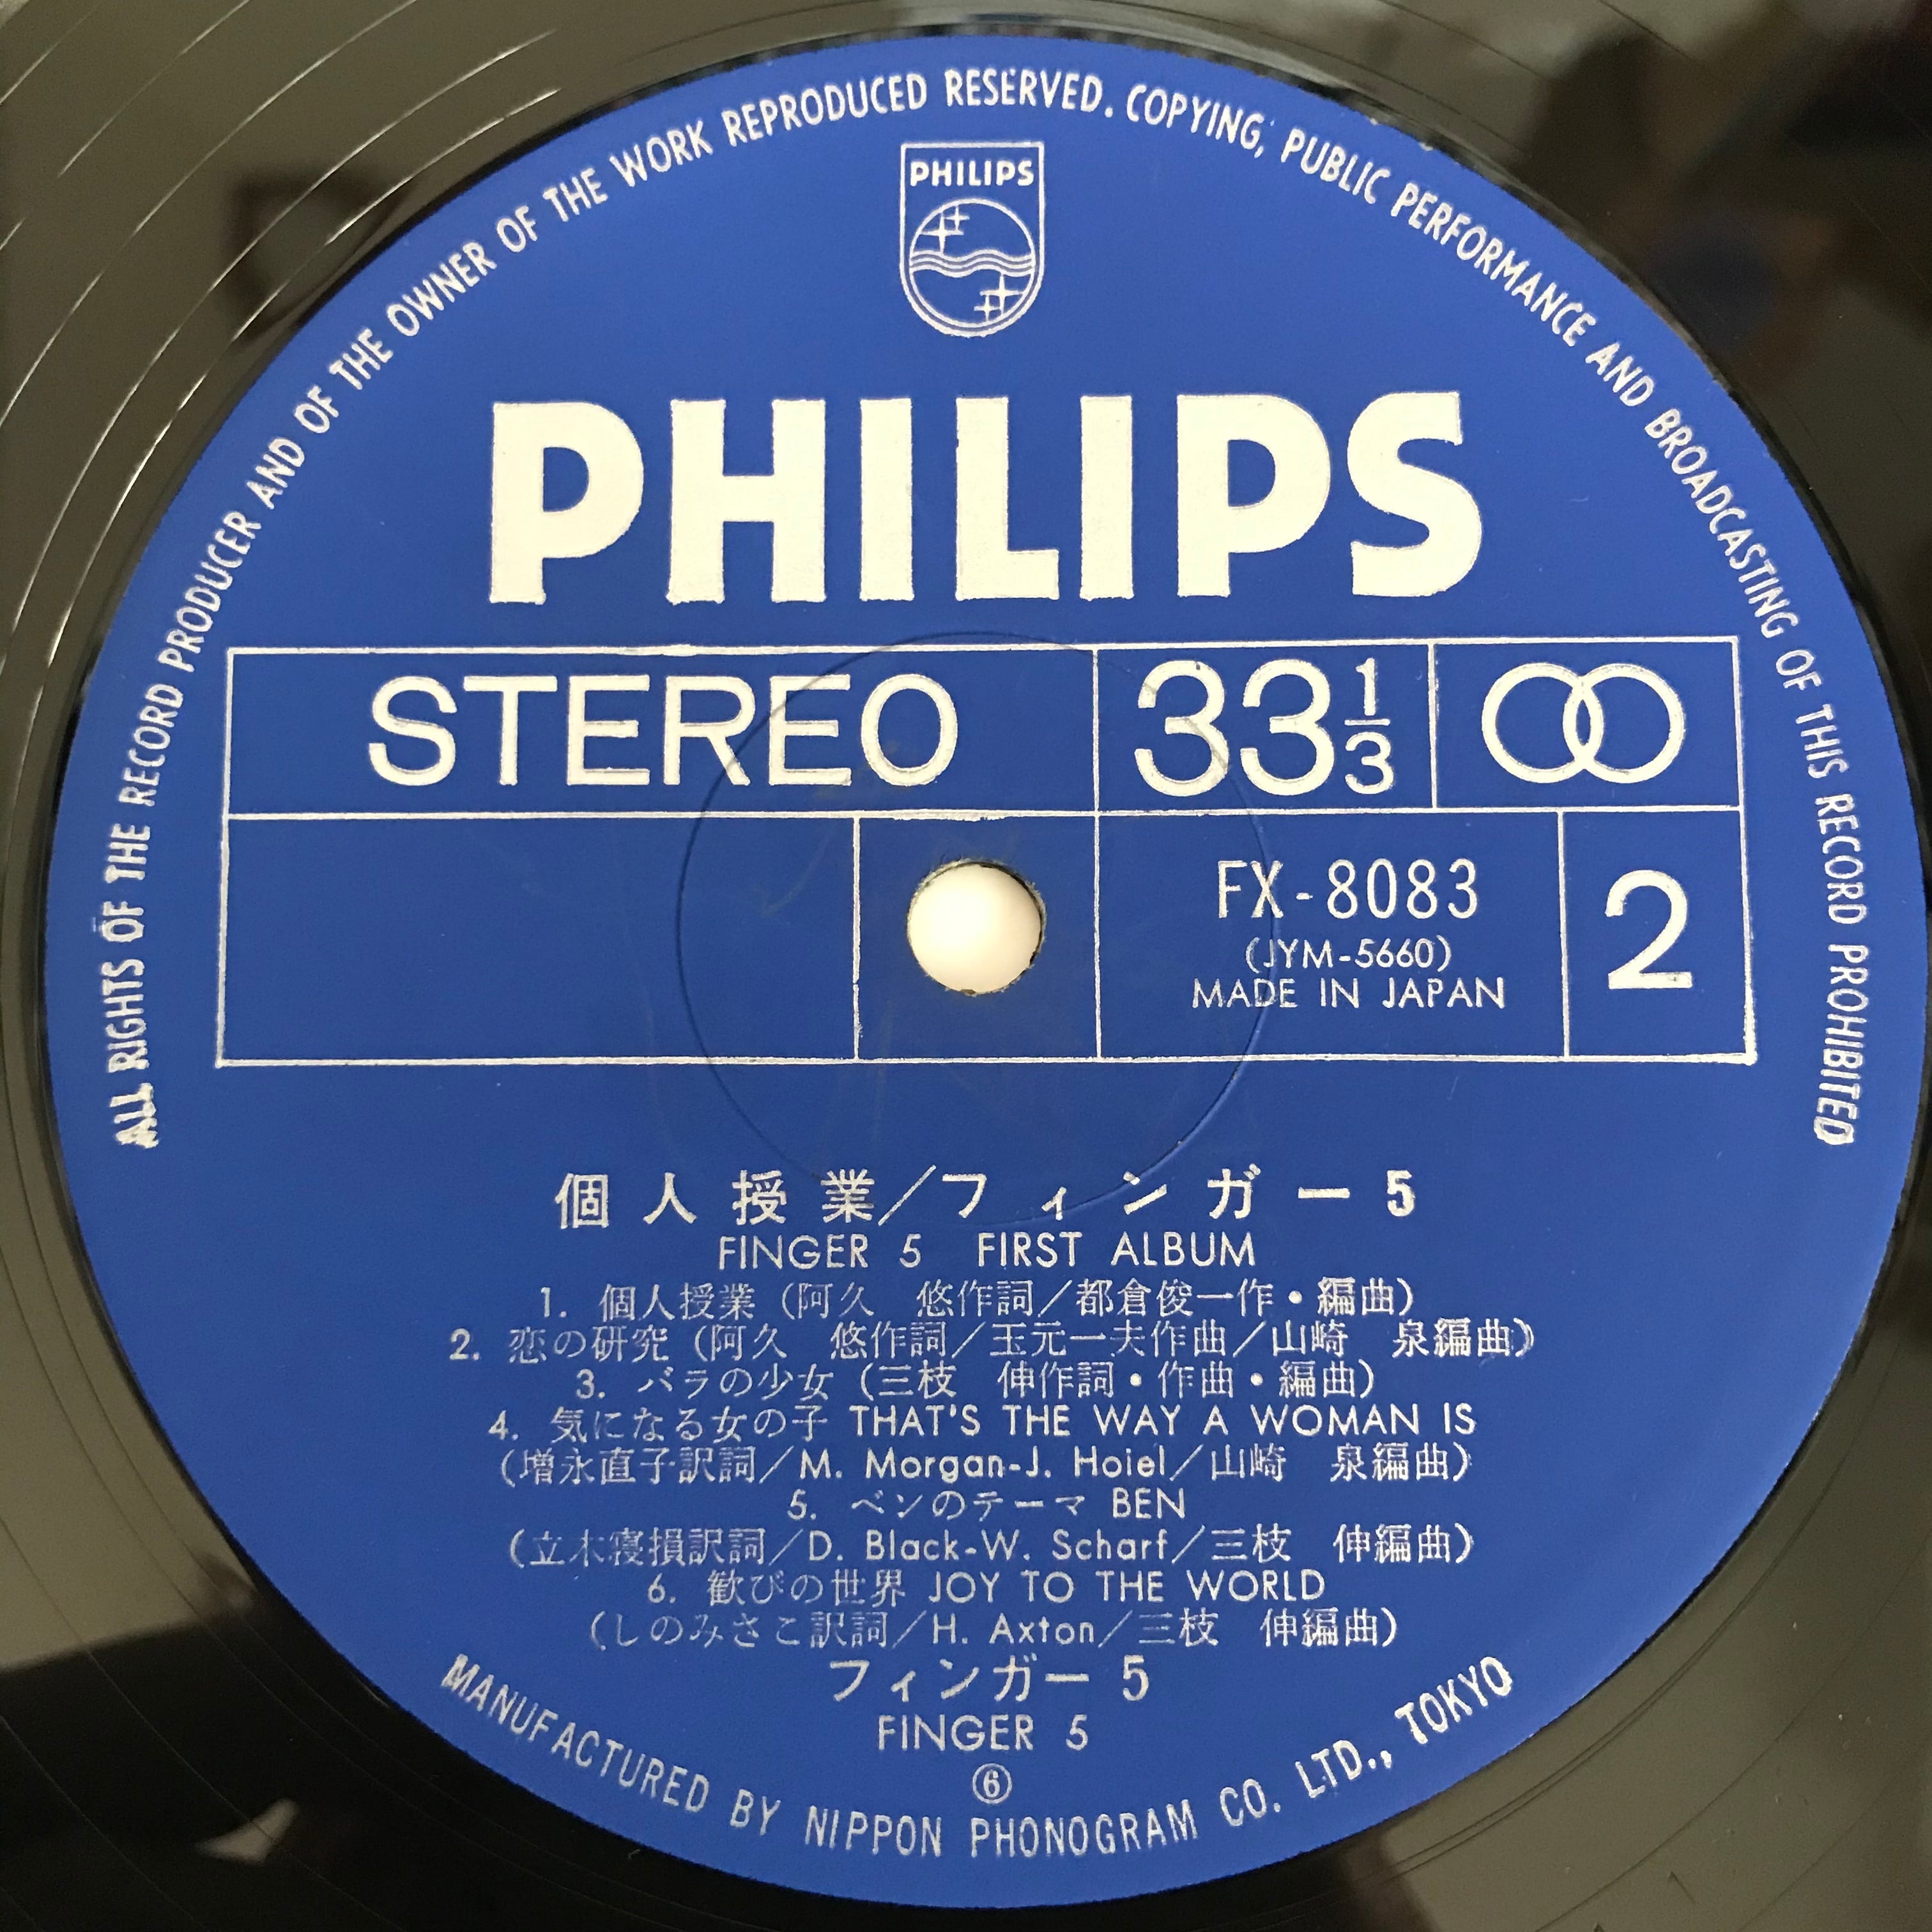 ALL RIGHTS OF THE RECORD PRODUCER AND OF THE OWNER OF THE WORK REPRODUCED RESERVED. COPYING, PUBLIC PERFORMANCE AND BROADCASTING OF THIS RECORD PROHIBITED
PHILIPS
PHILIPS
STEREO 33 1/3
FX-8083
(JYM-5660)
MADE IN JAPAN
2
個人授業／フィンガー5
FINGER 5 FIRST ALBUM
1. 個人授業（阿久 悠作詞／都倉俊一作・編曲）
2. 恋の研究（阿久 悠作詞／玉元一夫作曲／山崎 泉編曲）
3. バラの少女（三枝 伸作詞・作曲・編曲）
4. 気になる女の子 THAT'S THE WAY A WOMAN IS
（増永直子訳詞／M. Morgan-J. Hoiel／山崎 泉編曲）
5. ベンのテーマ BEN
（立木寝損訳詞／D. Black-W. Scharf／三枝 伸編曲）
6. 歓びの世界 JOY TO THE WORLD
（しのみさこ訳詞／H. Axton／三枝 伸編曲）
フィンガー5
FINGER 5
⑥
MANUFACTURED BY NIPPON PHONOGRAM CO. LTD., TOKYO